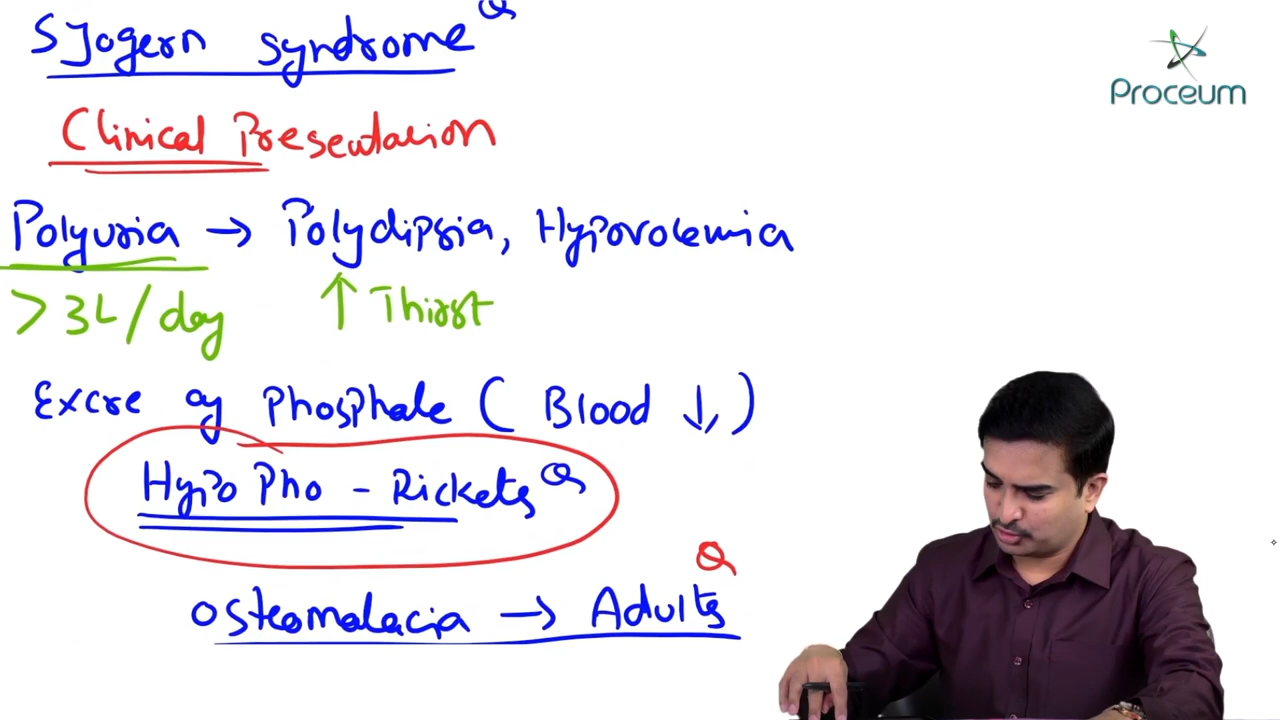 SJogern syndrome Q
Proceum
Clinical Presentation
Polyuria → Polydipsia, Hypovolemia
> 3L/day ↑ Thirst
Excre of Phosphate ( Blood ↓, )
Hypo Pho - Rickets Q
Osteomalacia → Adults Q